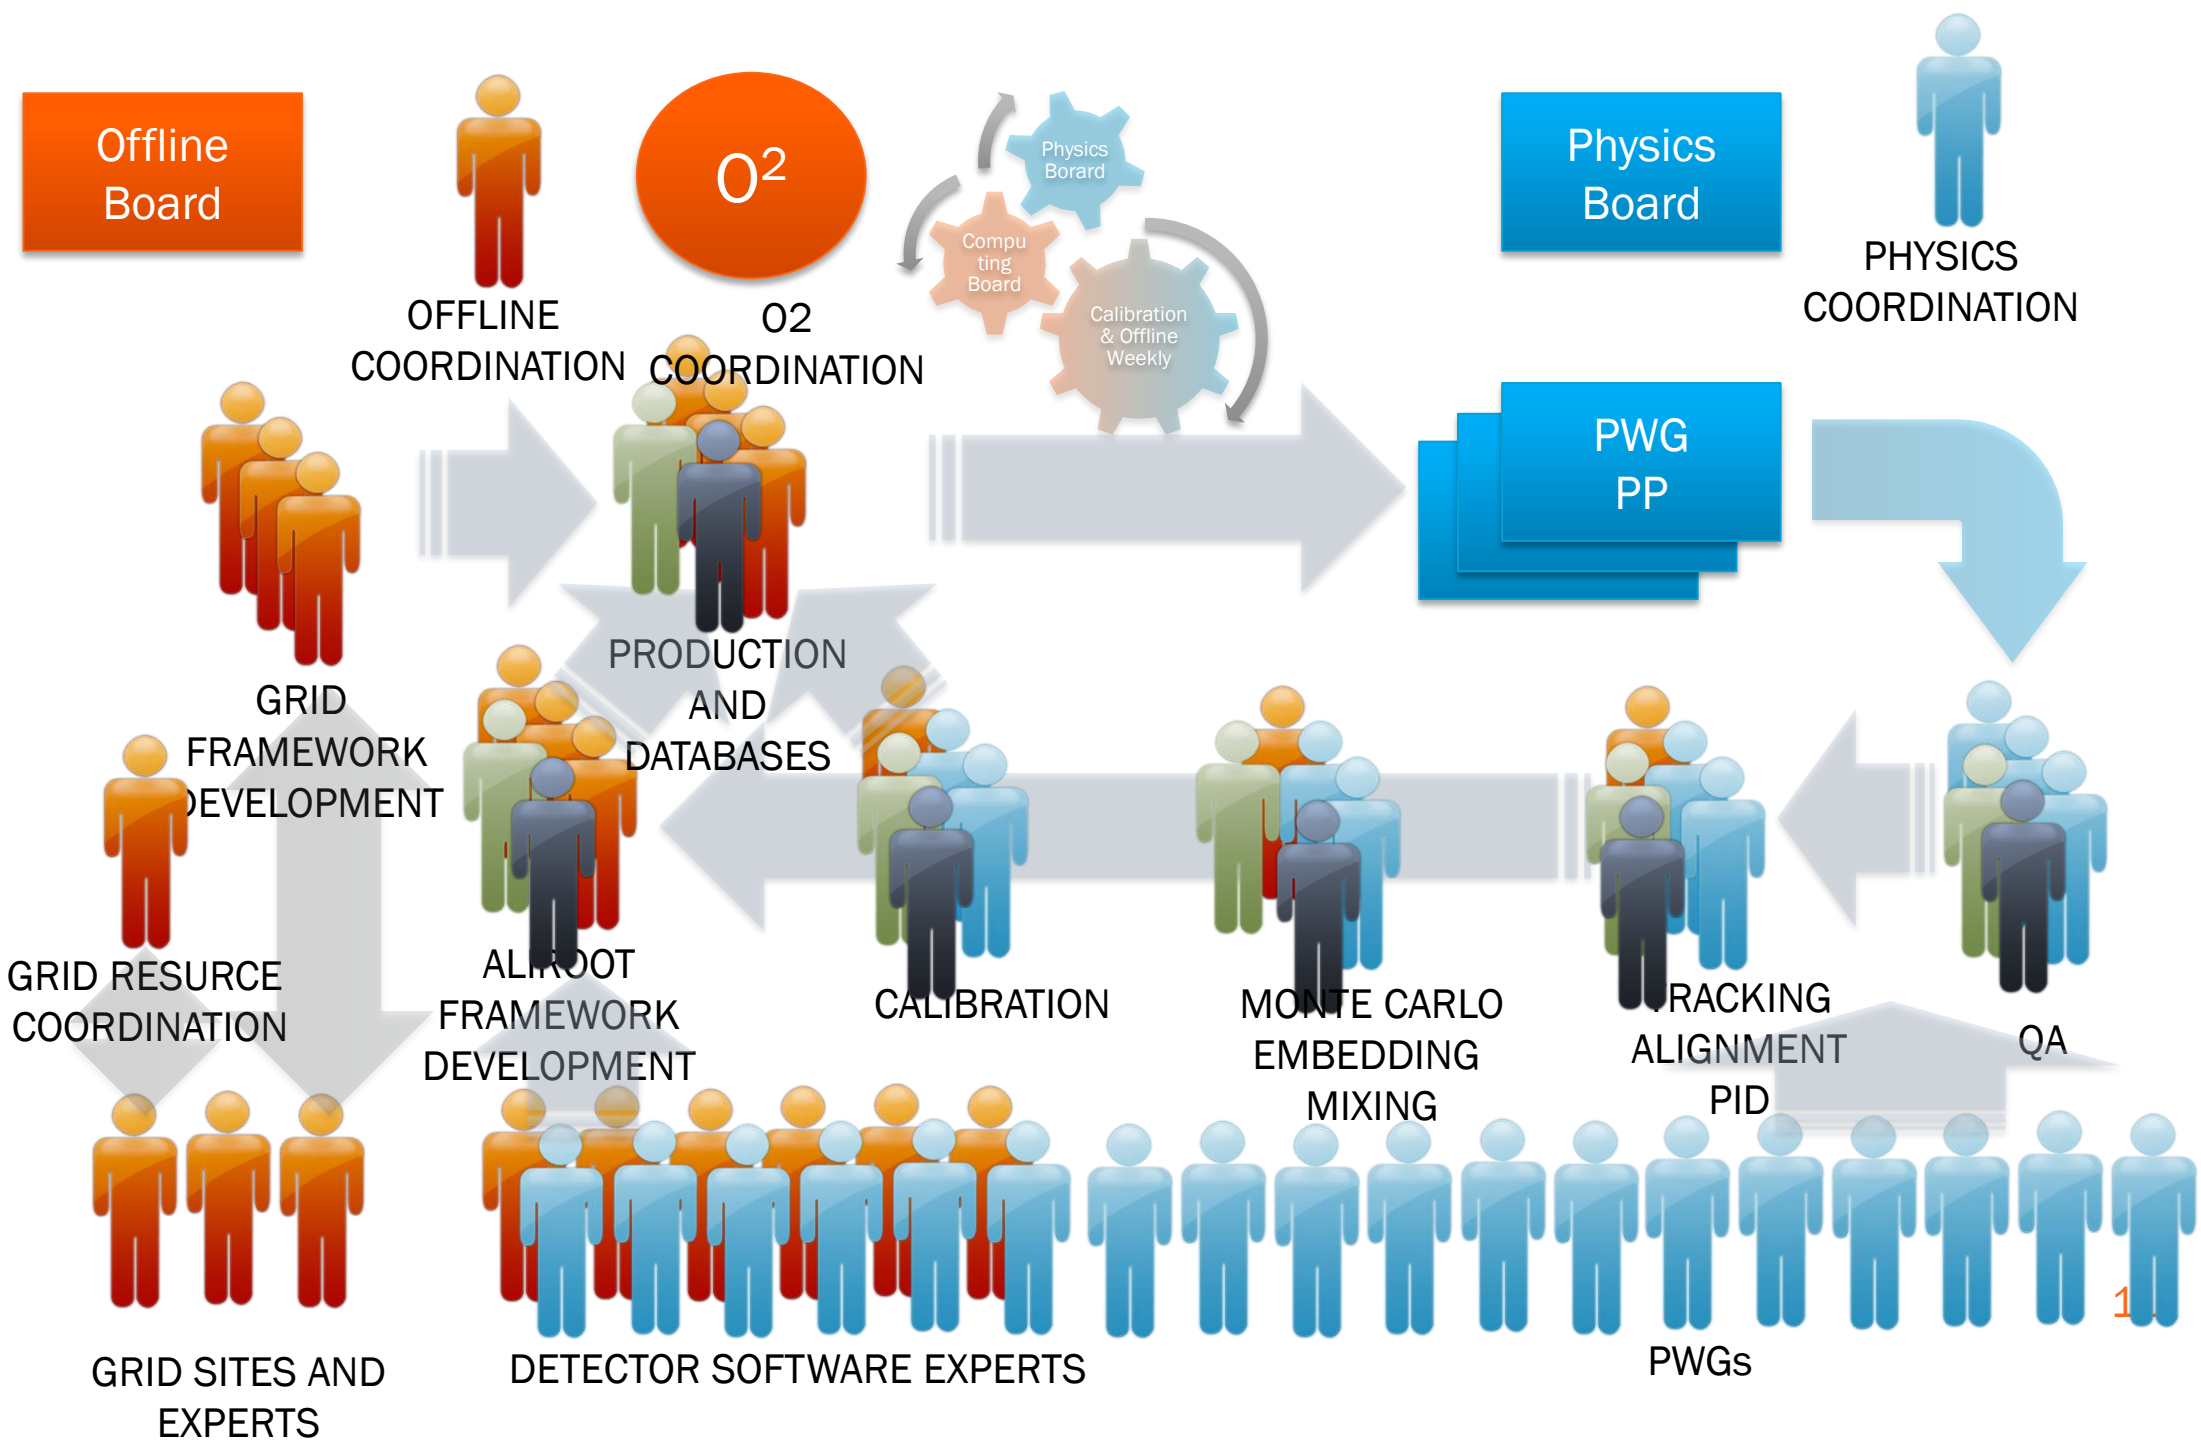 Offline
Board
OFFLINE
COORDINATION
O²
O2
COORDINATION
Physics
Borard
Compu
ting
Board
Calibration
& Offline
Weekly
Physics
Board
PHYSICS
COORDINATION
PWG
PP
GRID
FRAMEWORK
DEVELOPMENT
PRODUCTION
AND
DATABASES
GRID RESURCE
COORDINATION
ALIROOT
FRAMEWORK
DEVELOPMENT
CALIBRATION
MONTE CARLO
EMBEDDING
MIXING
TRACKING
ALIGNMENT
PID
QA
GRID SITES AND
EXPERTS
DETECTOR SOFTWARE EXPERTS
PWGs